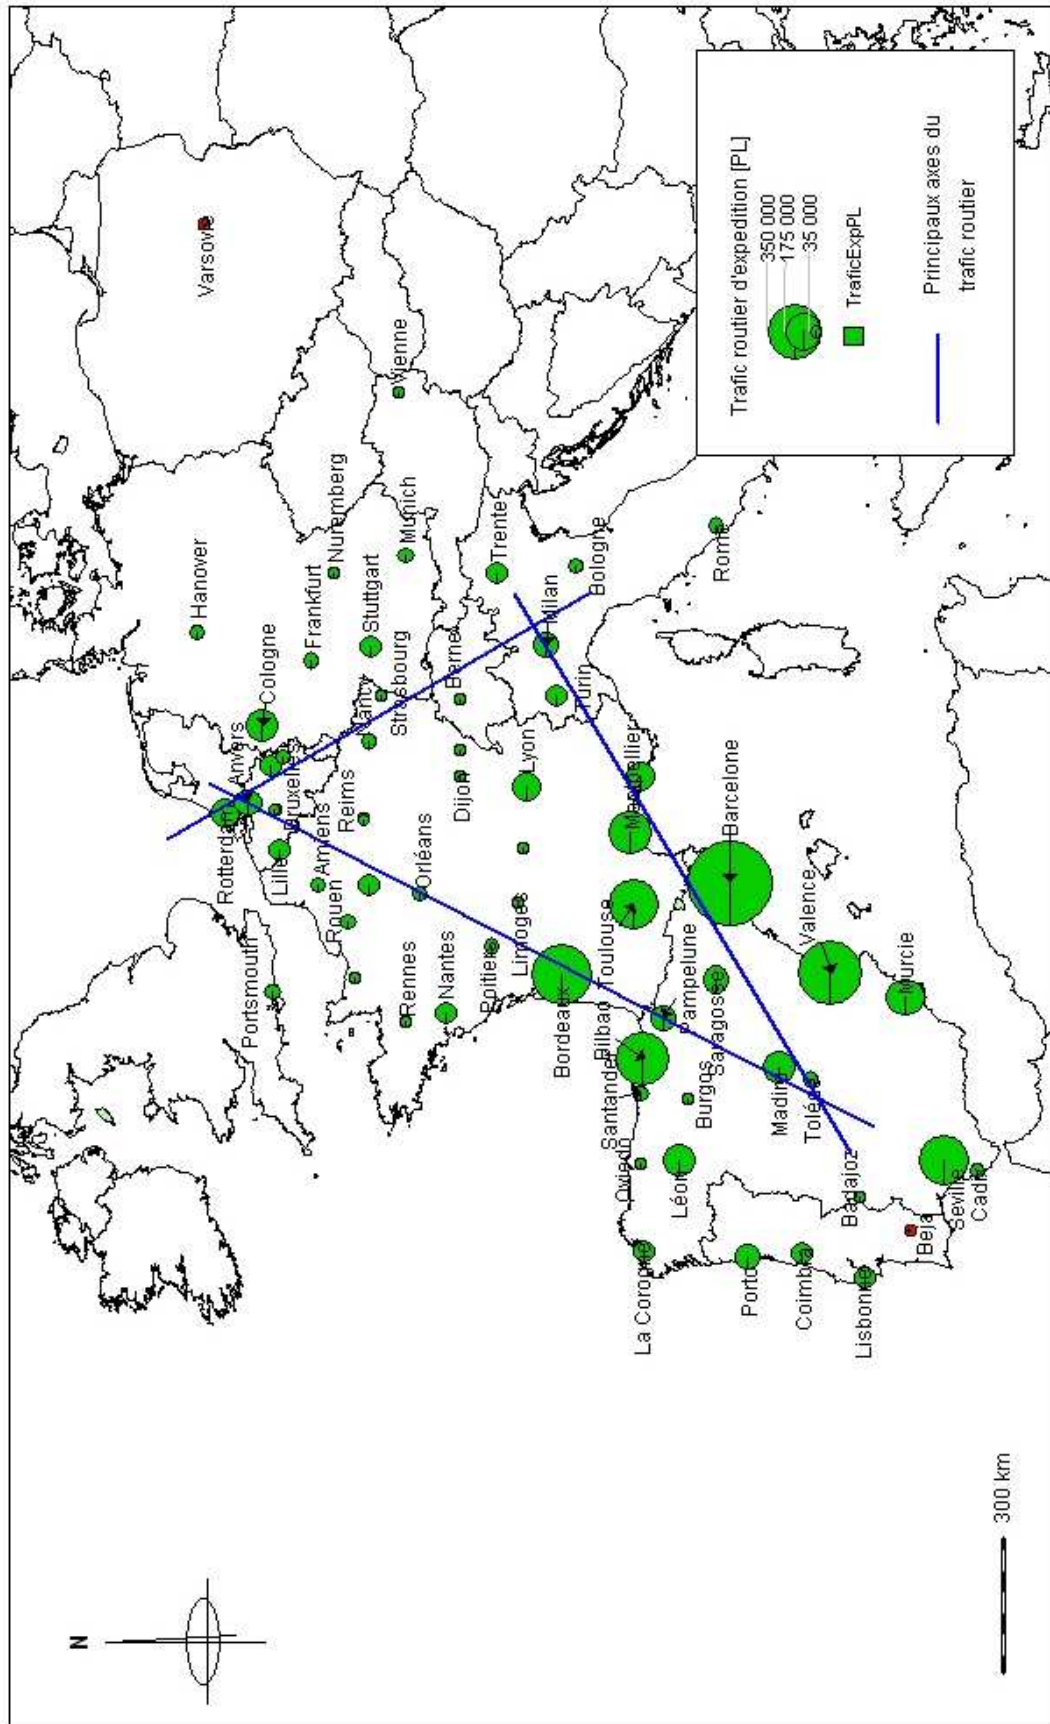 N
300 km
Varsovie
Hanover
Cologne
Anvers
Rotterdam
Portsmouth
Bruxelles
Lille
Amiens
Rouen
Reims
Nancy
Strasbourg
Frankfurt
Nuremberg
Stuttgart
Munich
Vienne
Orléans
Rennes
Nantes
Poitiers
Dijon
Berne
Limoges
Lyon
Trente
Milan
Turin
Bologne
Rome
Bordeaux
Toulouse
Montpellier
Bilbao
Santander
Oviedo
La Corogne
Léon
Burgos
Pampelune
Saragosse
Barcelone
Valence
Murcie
Madrid
Tolède
Badajoz
Porto
Coimbra
Lisbonne
Beja
Seville
Cadix
Trafic routier d'expedition [PL]
350 000
175 000
35 000
TraficExpPL
Principaux axes du
trafic routier